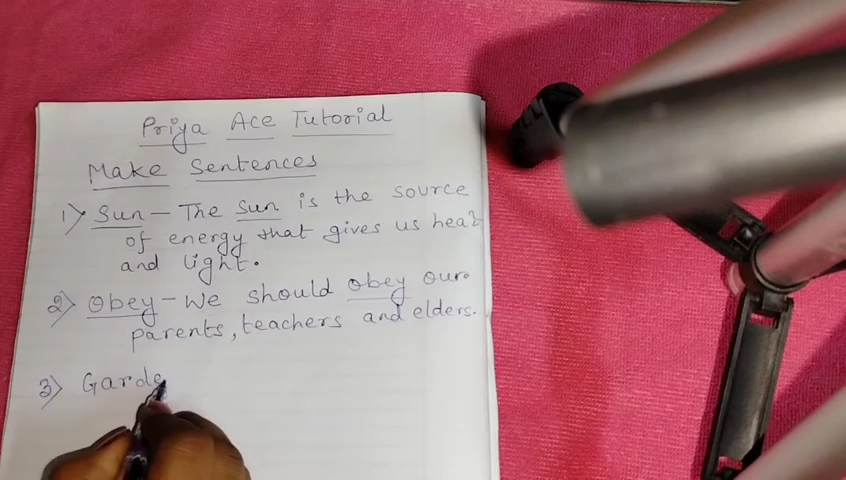 Priya Ace Tutorial
Make Sentences
1) Sun - The sun is the source
of energy that gives us heat
and light.
2) Obey - We should obey our
parents, teachers and elders.
3) Garde